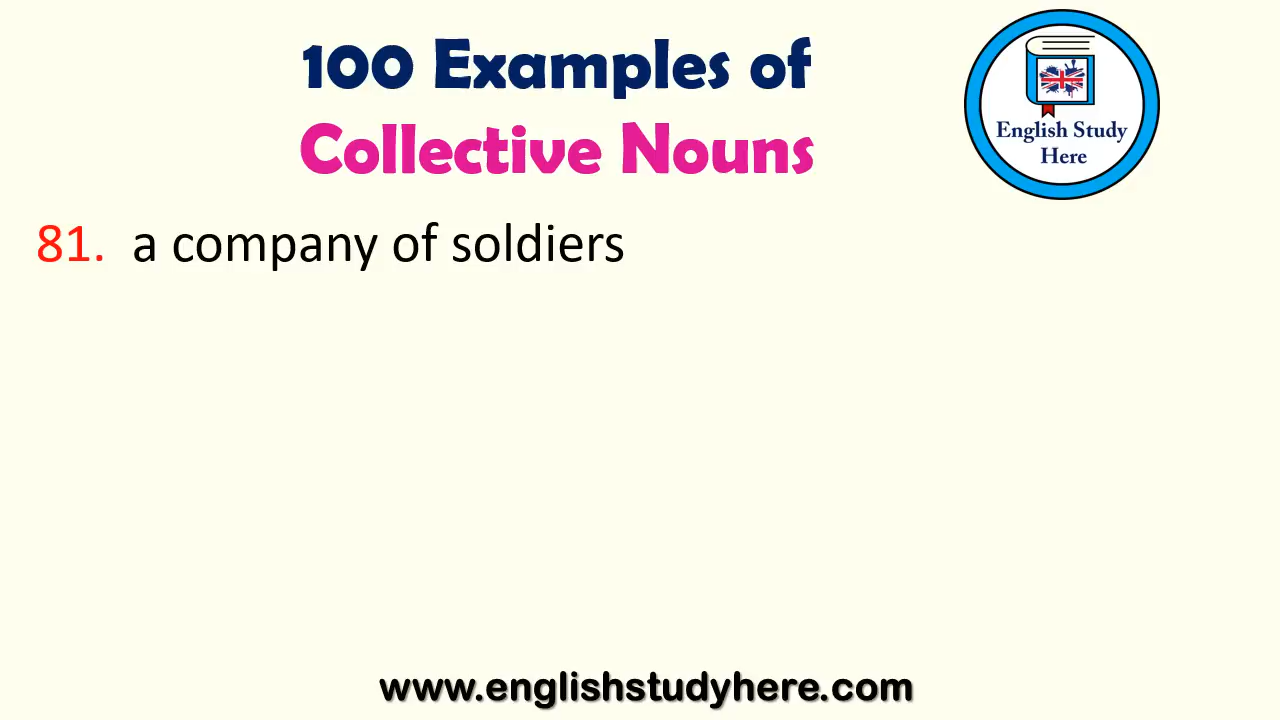 100 Examples of
Collective Nouns
English Study
Here
81. a company of soldiers
www.englishstudyhere.com